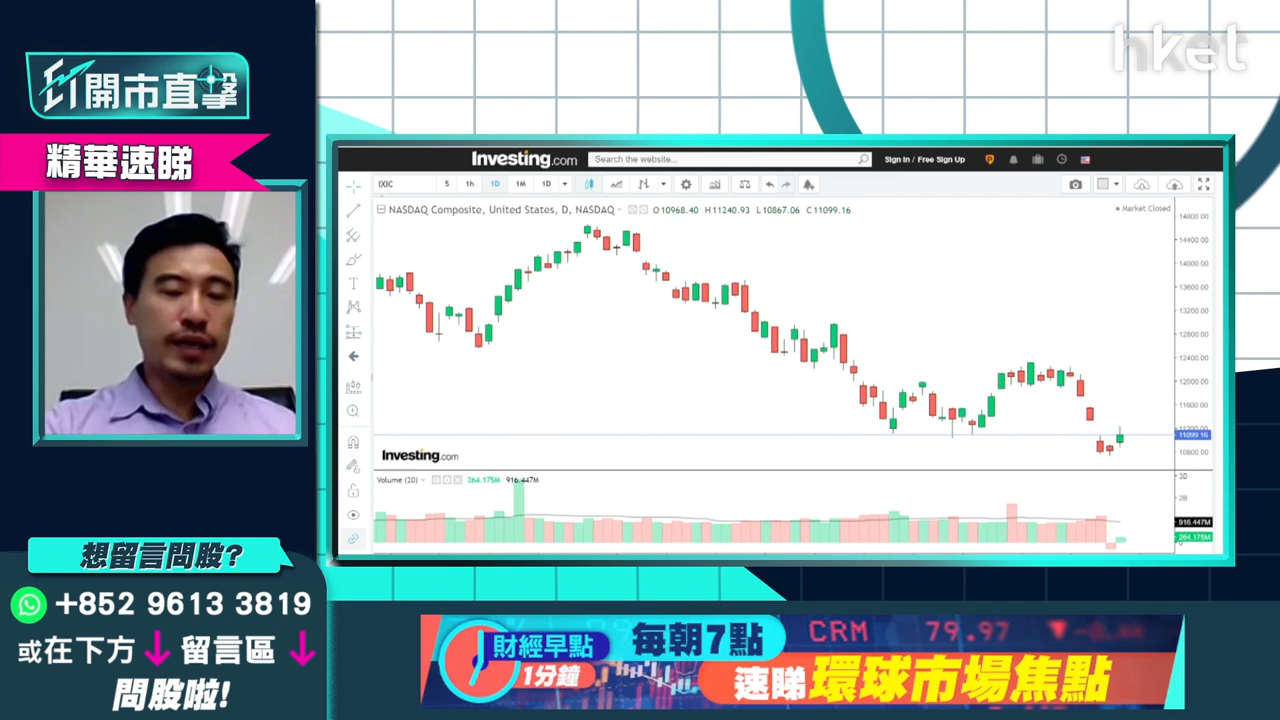 hket
ET開市直擊
精華速睇
Investing.com
Search the website...
Sign In / Free Sign Up
IXIC
5
1h
1D
1M
1D
NASDAQ Composite, United States, D, NASDAQ
O10968.40 H11240.93 L10867.06 C11099.16
Market Closed
14800.00
14400.00
14000.00
13600.00
13200.00
12800.00
12400.00
12000.00
11600.00
11200.00
11099.16
10800.00
Investing.com
Volume (20)
264.175M
916.447M
2B
916.447M
264.175M
0
想留言問股?
+852 9613 3819
或在下方 留言區
問股啦!
財經早點
1分鐘
每朝7點
速睇環球市場焦點
CRM 79.97